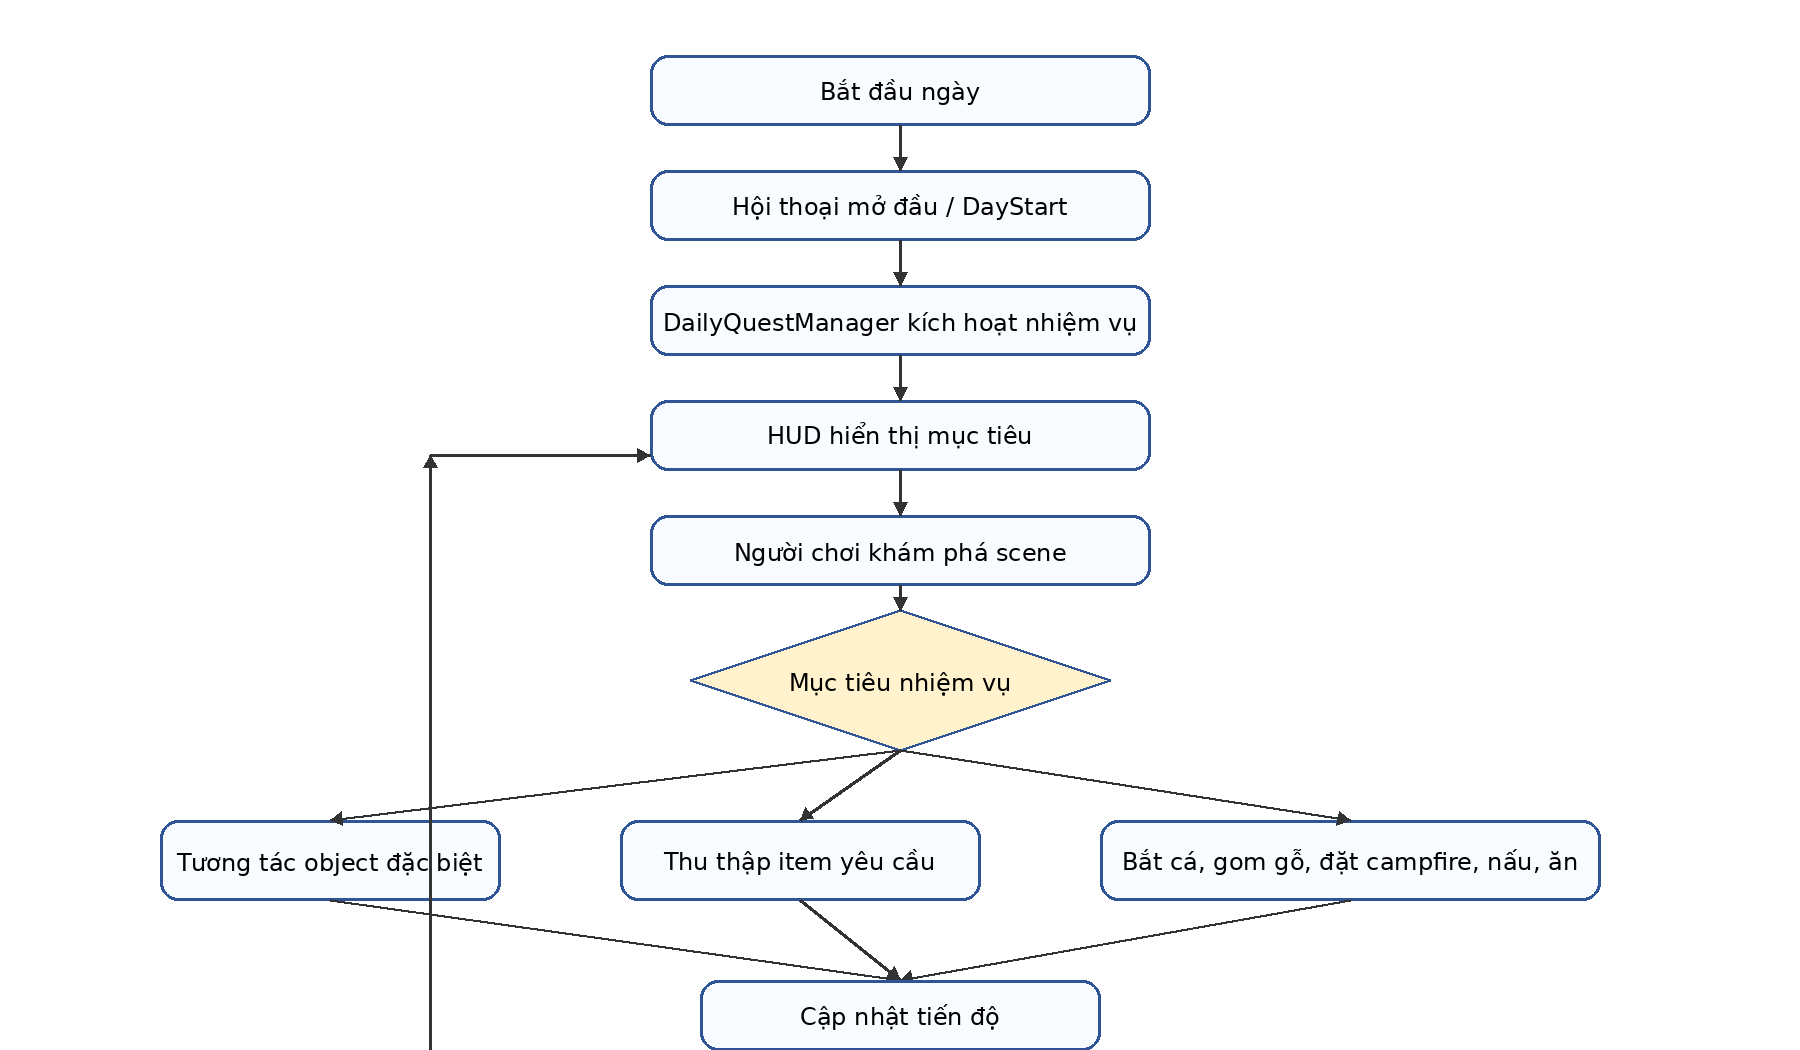 Bắt đầu ngày
Hội thoại mở đầu / DayStart
DailyQuestManager kích hoạt nhiệm vụ
HUD hiển thị mục tiêu
Người chơi khám phá scene
Mục tiêu nhiệm vụ
Tương tác object đặc biệt
Thu thập item yêu cầu
Bắt cá, gom gỗ, đặt campfire, nấu, ăn
Cập nhật tiến độ